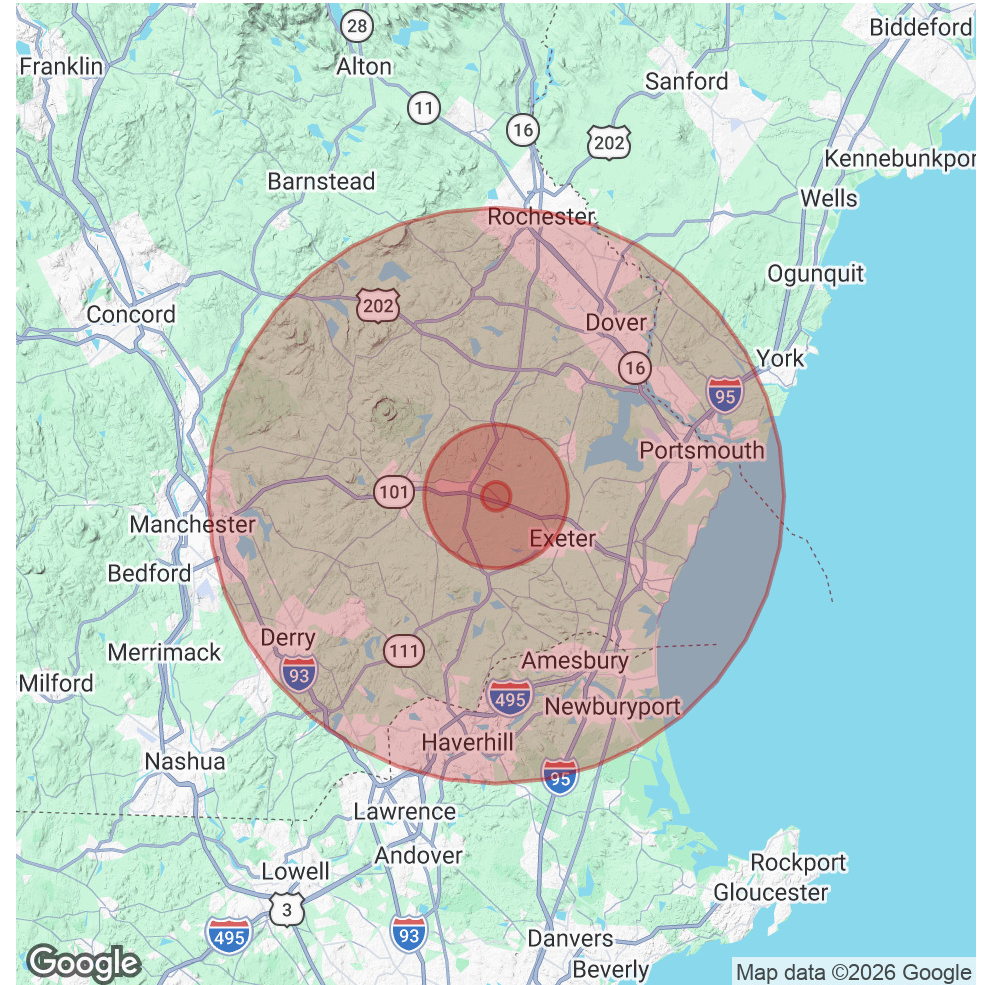 28
Biddeford
Franklin
Alton
Sanford
11
16
202
Kennebunkpor
Barnstead
Wells
Rochester
Ogunquit
202
Concord
Dover
York
16
95
Portsmouth
101
Manchester
Exeter
Bedford
Derry
111
Merrimack
Amesbury
93
Milford
495
Newburyport
Haverhill
Nashua
95
Lawrence
Andover
Rockport
Lowell
Gloucester
3
495
93
Danvers
Beverly
Google
Map data ©2026 Google